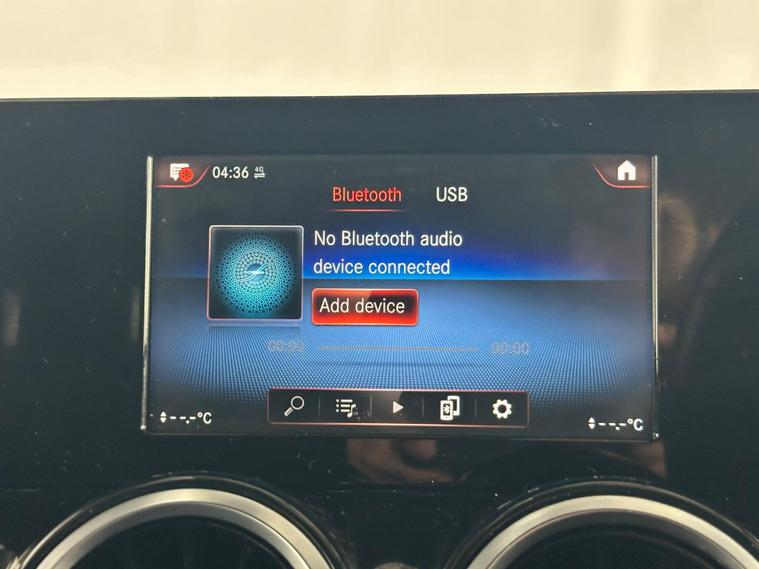 04:36 4G
Bluetooth USB
No Bluetooth audio
device connected
Add device
00:00 00:00
--.-°C --.-°C